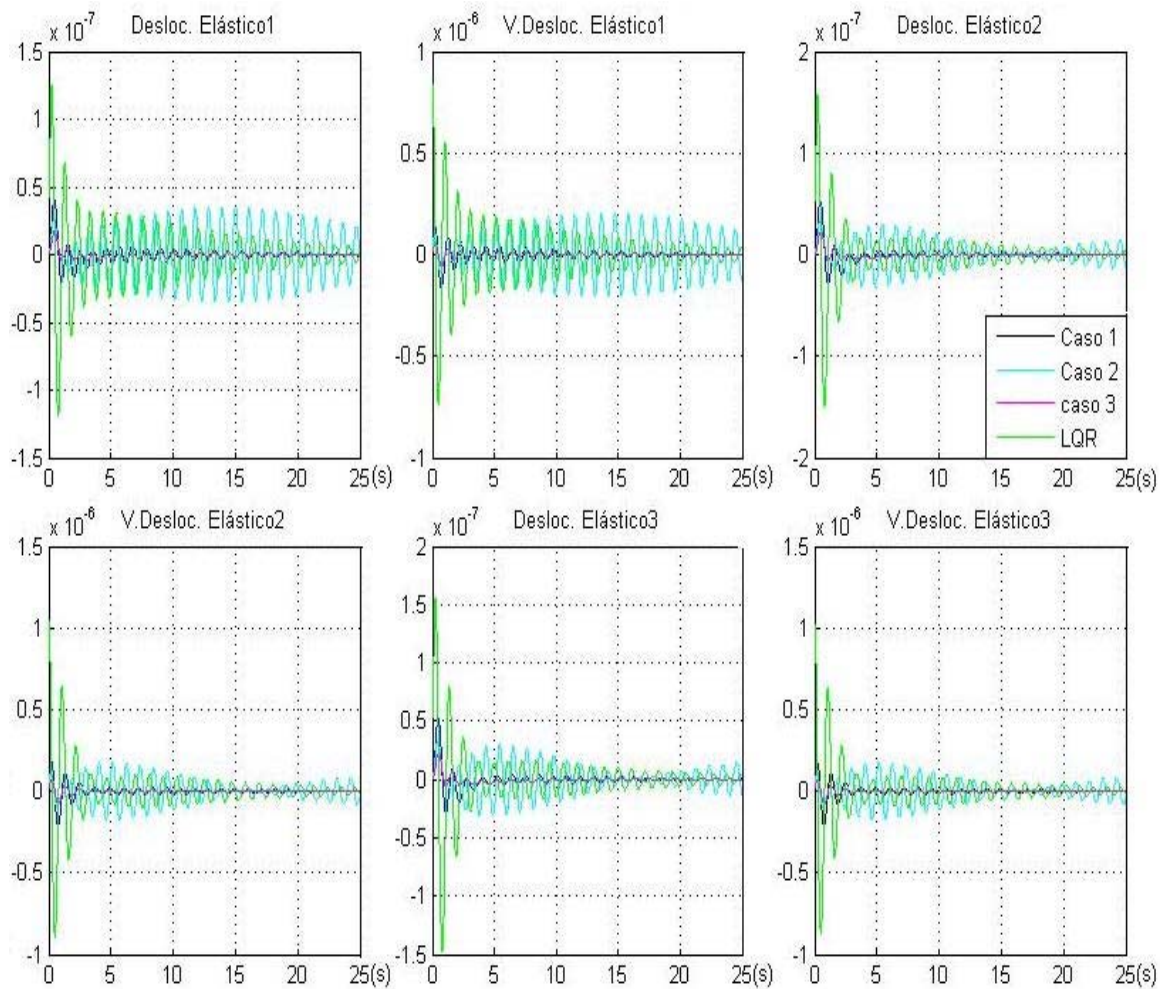 Desloc. Elástico1
x 10^-7
1.5
1
0.5
0
-0.5
-1
-1.5
0 5 10 15 20 25(s)
V.Desloc. Elástico1
x 10^-6
1
0.5
0
-0.5
-1
0 5 10 15 20 25(s)
Desloc. Elástico2
x 10^-7
2
1
0
-1
-2
0 5 10 15 20 25(s)
Caso 1
Caso 2
caso 3
LQR
V.Desloc. Elástico2
x 10^-6
1.5
1
0.5
0
-0.5
-1
0 5 10 15 20 25(s)
Desloc. Elástico3
x 10^-7
2
1.5
1
0.5
0
-0.5
-1
-1.5
0 5 10 15 20 25(s)
V.Desloc. Elástico3
x 10^-6
1.5
1
0.5
0
-0.5
-1
0 5 10 15 20 25(s)